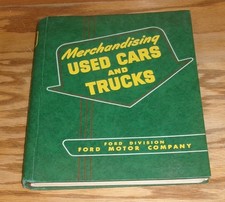 Merchandising
USED CARS
AND
TRUCKS
FORD DIVISION
FORD MOTOR COMPANY